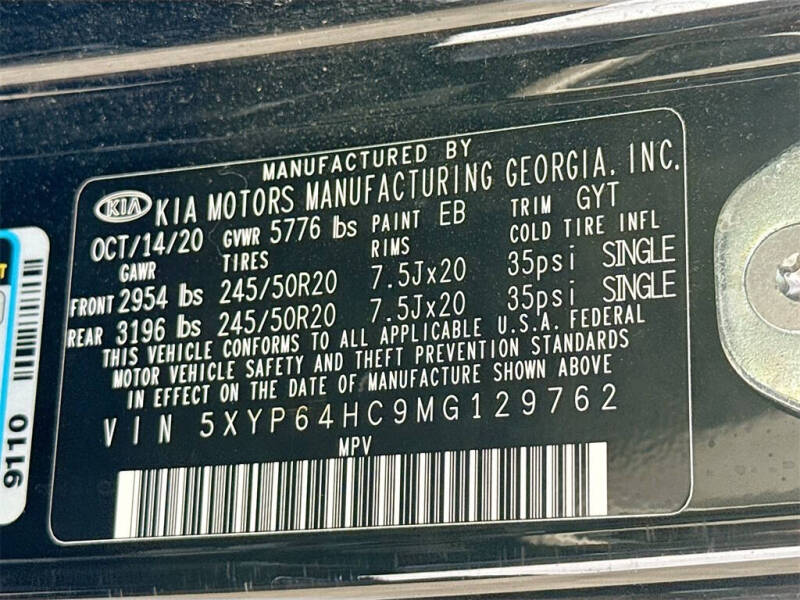 MANUFACTURED BY
KIA KIA MOTORS MANUFACTURING GEORGIA, INC.
OCT/14/20 GVWR 5776 lbs PAINT EB TRIM GYT
GAWR TIRES RIMS COLD TIRE INFL
FRONT 2954 lbs 245/50R20 7.5Jx20 35psi SINGLE
REAR 3196 lbs 245/50R20 7.5Jx20 35psi SINGLE
THIS VEHICLE CONFORMS TO ALL APPLICABLE U.S.A. FEDERAL
MOTOR VEHICLE SAFETY AND THEFT PREVENTION STANDARDS
IN EFFECT ON THE DATE OF MANUFACTURE SHOWN ABOVE
VIN 5XYP64HC9MG129762
MPV
9110